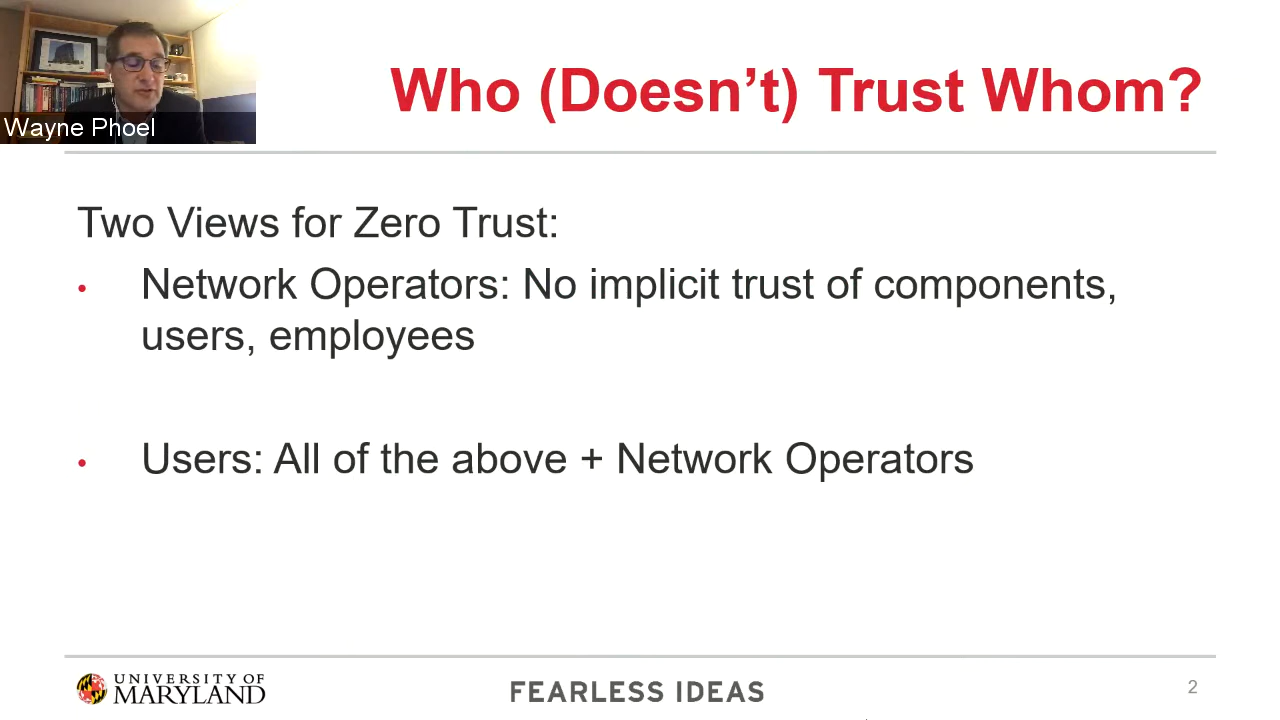 Wayne Phoel
Who (Doesn’t) Trust Whom?
Two Views for Zero Trust:
• Network Operators: No implicit trust of components,
users, employees
• Users: All of the above + Network Operators
UNIVERSITY OF
MARYLAND
FEARLESS IDEAS
2